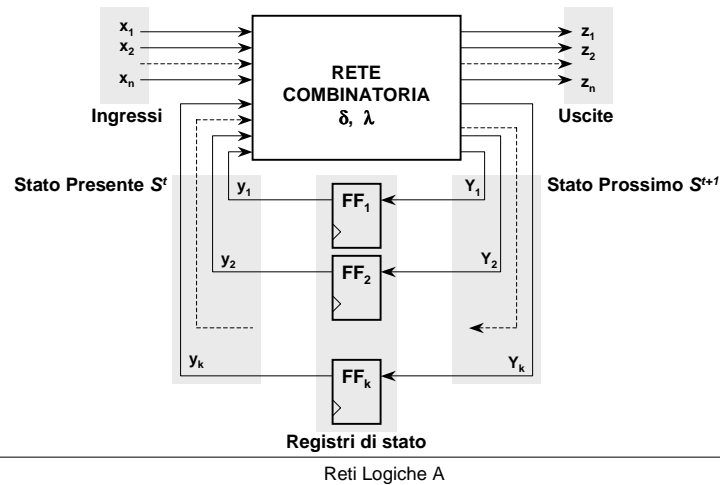 x1
x2
xn
Ingressi
RETE
COMBINATORIA
δ, λ
z1
z2
zn
Uscite
Stato Presente S^t
Stato Prossimo S^t+1
y1
FF1
Y1
y2
FF2
Y2
yk
FFk
Yk
Registri di stato
Reti Logiche A